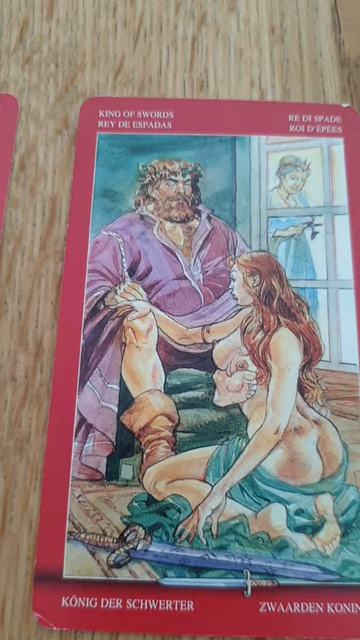 KING OF SWORDS
REY DE ESPADAS
RE DI SPADE
ROI D'ÉPÉES
KÖNIG DER SCHWERTER
ZWAARDEN KONIN